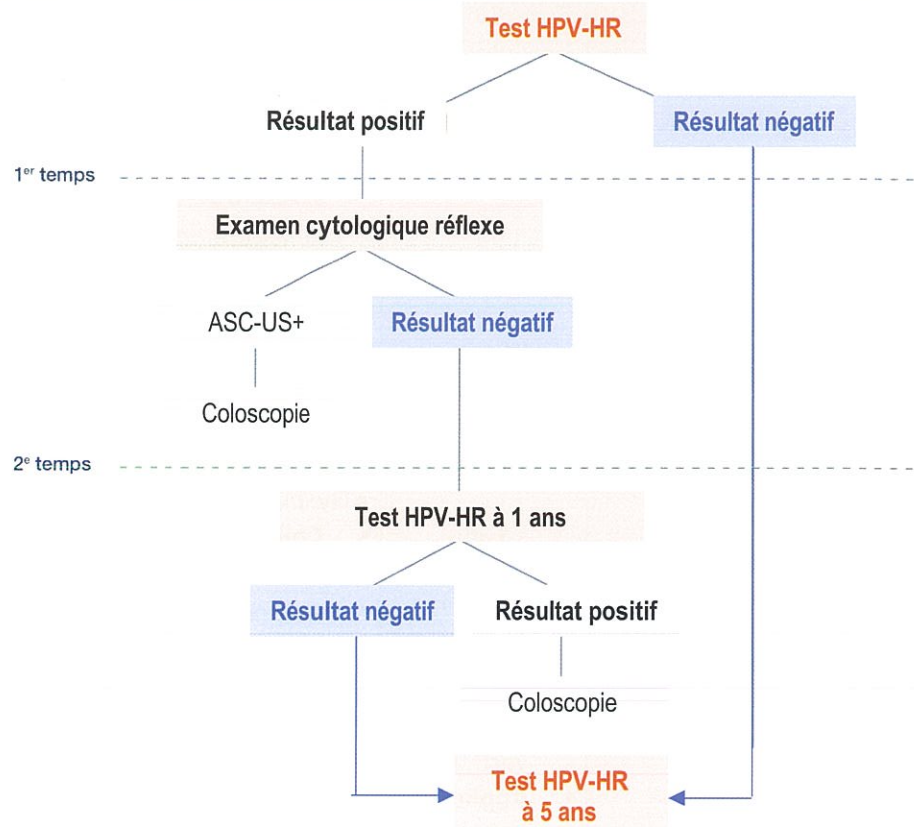 Test HPV-HR
Résultat positif
Résultat négatif
1er temps
Examen cytologique réflexe
ASC-US+
Résultat négatif
Coloscopie
2e temps
Test HPV-HR à 1 ans
Résultat négatif
Résultat positif
Coloscopie
Test HPV-HR
à 5 ans